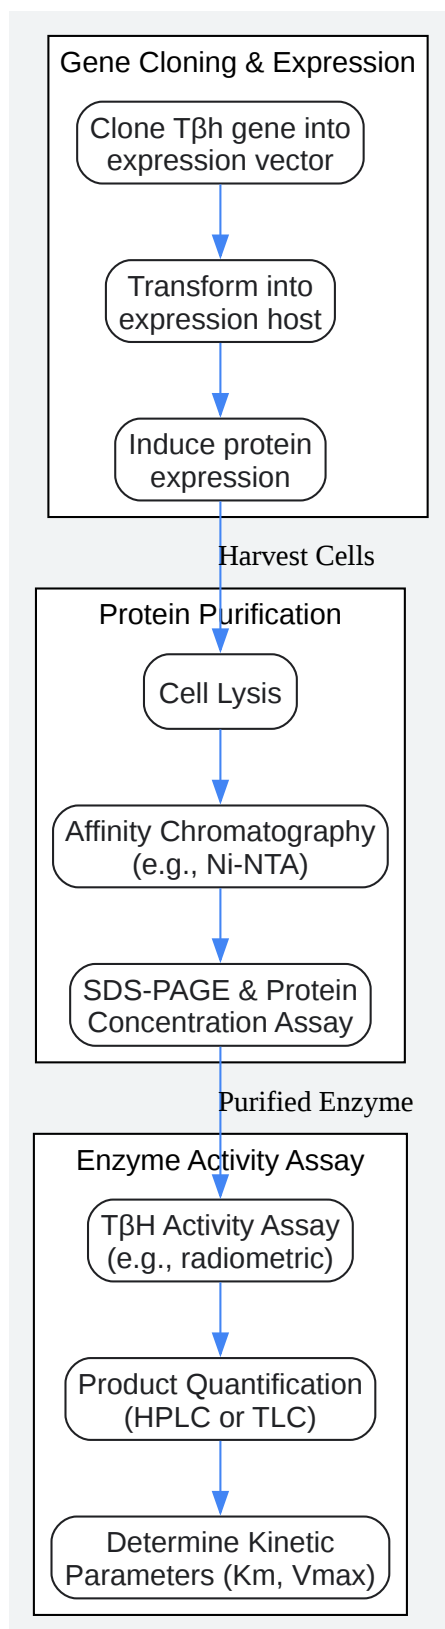 Gene Cloning & Expression
Clone Tβh gene into
expression vector
Transform into
expression host
Induce protein
expression
Harvest Cells
Protein Purification
Cell Lysis
Affinity Chromatography
(e.g., Ni-NTA)
SDS-PAGE & Protein
Concentration Assay
Purified Enzyme
Enzyme Activity Assay
TβH Activity Assay
(e.g., radiometric)
Product Quantification
(HPLC or TLC)
Determine Kinetic
Parameters (Km, Vmax)